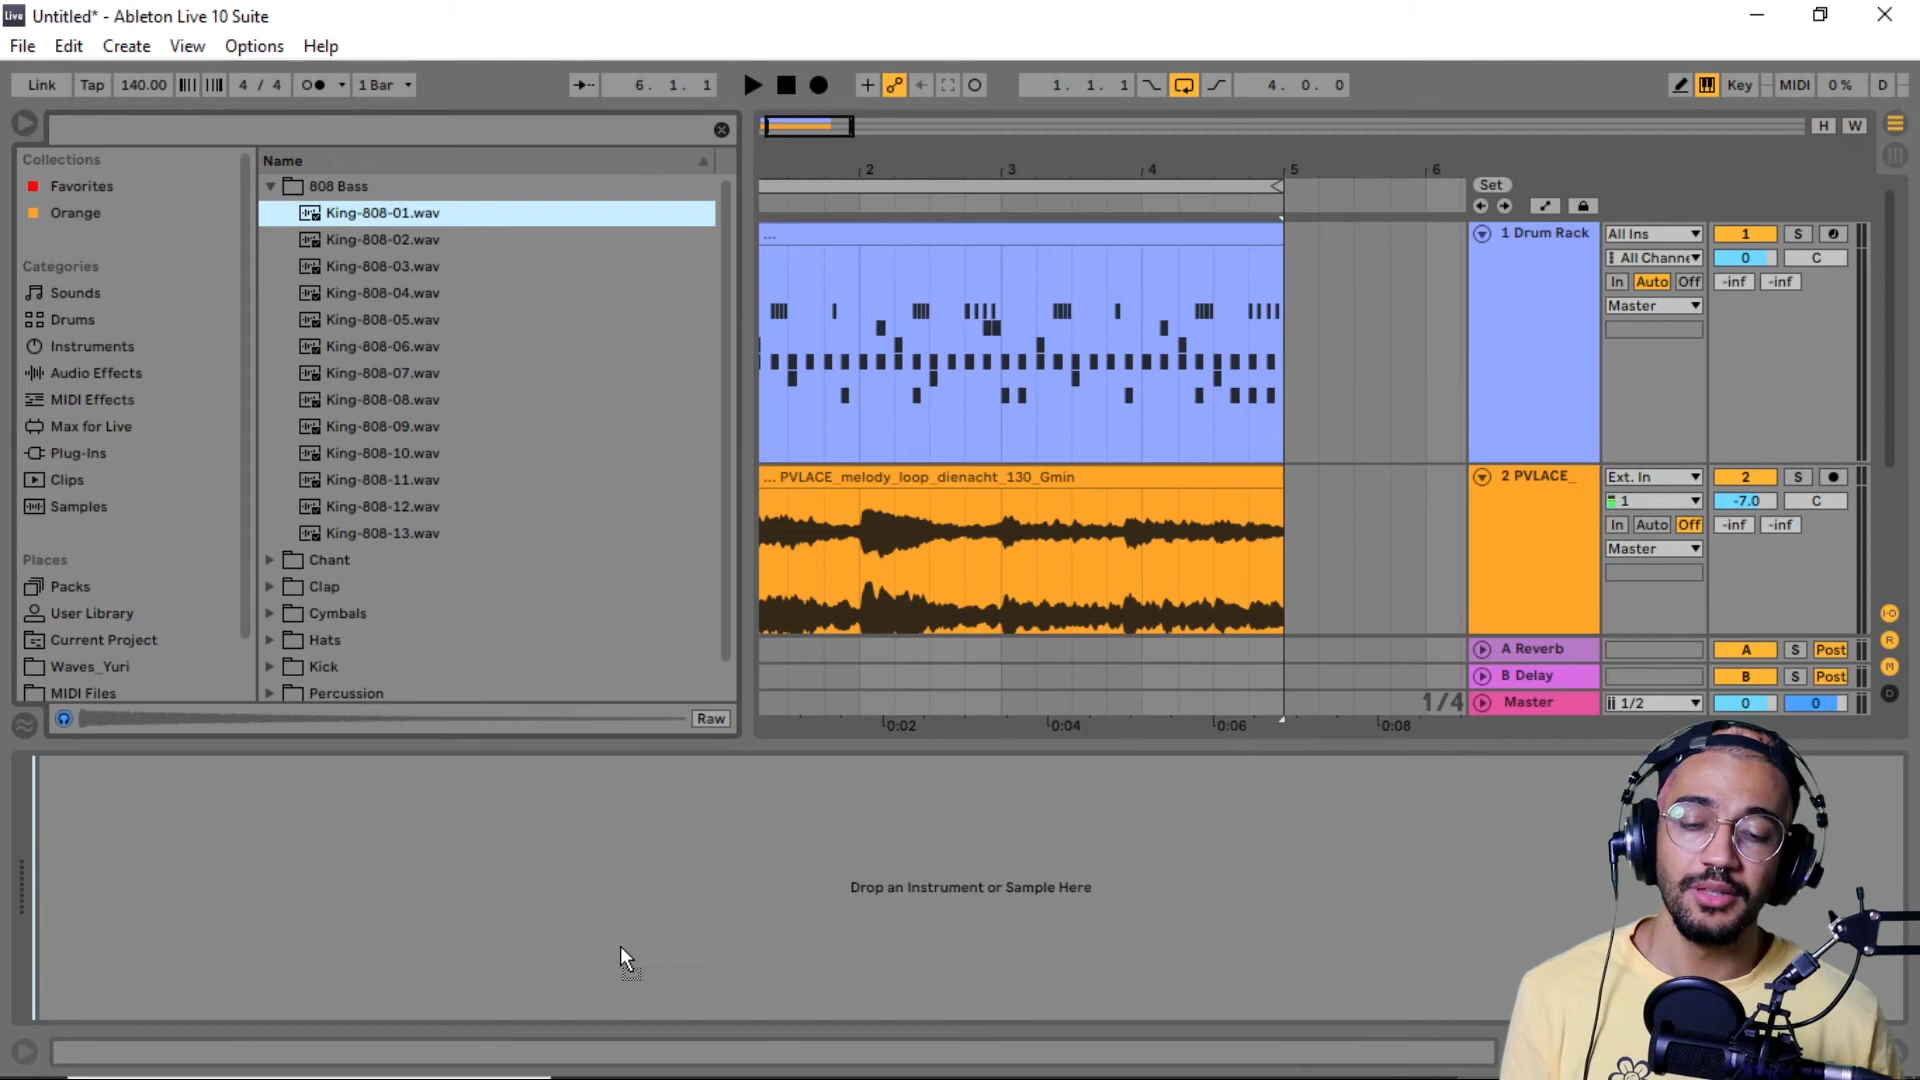 Live Untitled* - Ableton Live 10 Suite
File Edit Create View Options Help
Link Tap 140.00 4 / 4 1 Bar 6. 1. 1 1. 1. 1 4. 0. 0 Key MIDI 0 % D
H W
Collections
Favorites
Orange
Categories
Sounds
Drums
Instruments
Audio Effects
MIDI Effects
Max for Live
Plug-Ins
Clips
Samples
Places
Packs
User Library
Current Project
Waves_Yuri
MIDI Files
Name
808 Bass
King-808-01.wav
King-808-02.wav
King-808-03.wav
King-808-04.wav
King-808-05.wav
King-808-06.wav
King-808-07.wav
King-808-08.wav
King-808-09.wav
King-808-10.wav
King-808-11.wav
King-808-12.wav
King-808-13.wav
Chant
Clap
Cymbals
Hats
Kick
Percussion
Raw
2 3 4 5 6
Set
...
1 Drum Rack All Ins 1 S
All Channe 0 C
In Auto Off -inf -inf
Master
... PVLACE_melody_loop_dienacht_130_Gmin
2 PVLACE_ Ext. In 2 S
1 -7.0 C
In Auto Off -inf -inf
Master
A Reverb A S Post
B Delay B S Post
1/4 Master 1/2 0 0
0:02 0:04 0:06 0:08
I·O
R
M
D
Drop an Instrument or Sample Here